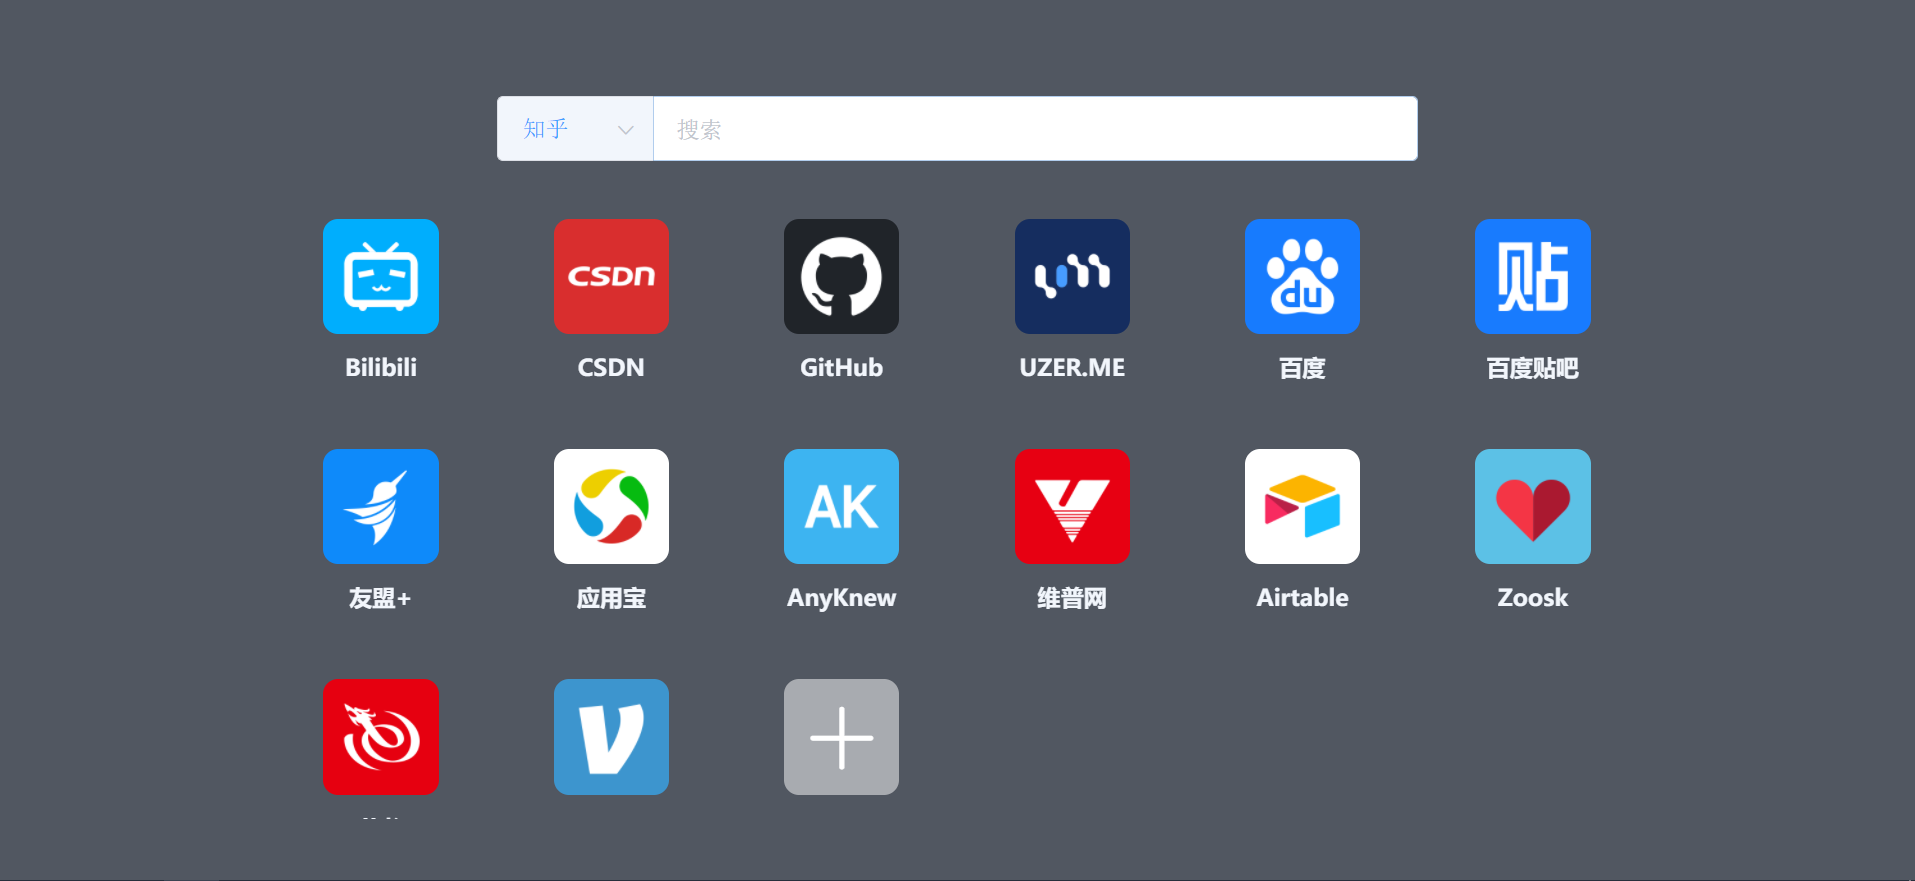 知乎
搜索
CSDN
du
贴
Bilibili
CSDN
GitHub
UZER.ME
百度
百度贴吧
AK
友盟+
应用宝
AnyKnew
维普网
Airtable
Zoosk